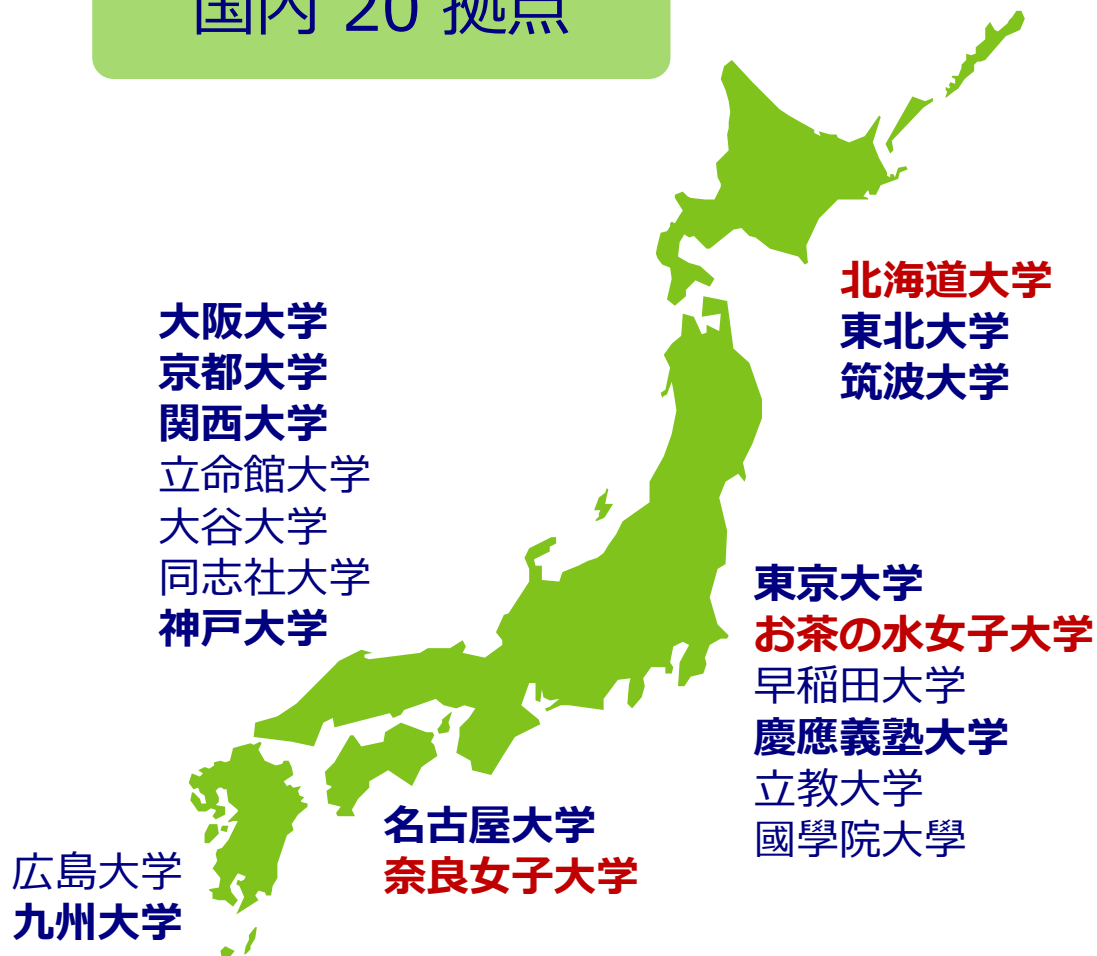 国内 20 拠点
北海道大学
東北大学
筑波大学
大阪大学
京都大学
関西大学
立命館大学
大谷大学
同志社大学
神戸大学
東京大学
お茶の水女子大学
早稲田大学
慶應義塾大学
立教大学
國學院大學
名古屋大学
奈良女子大学
広島大学
九州大学